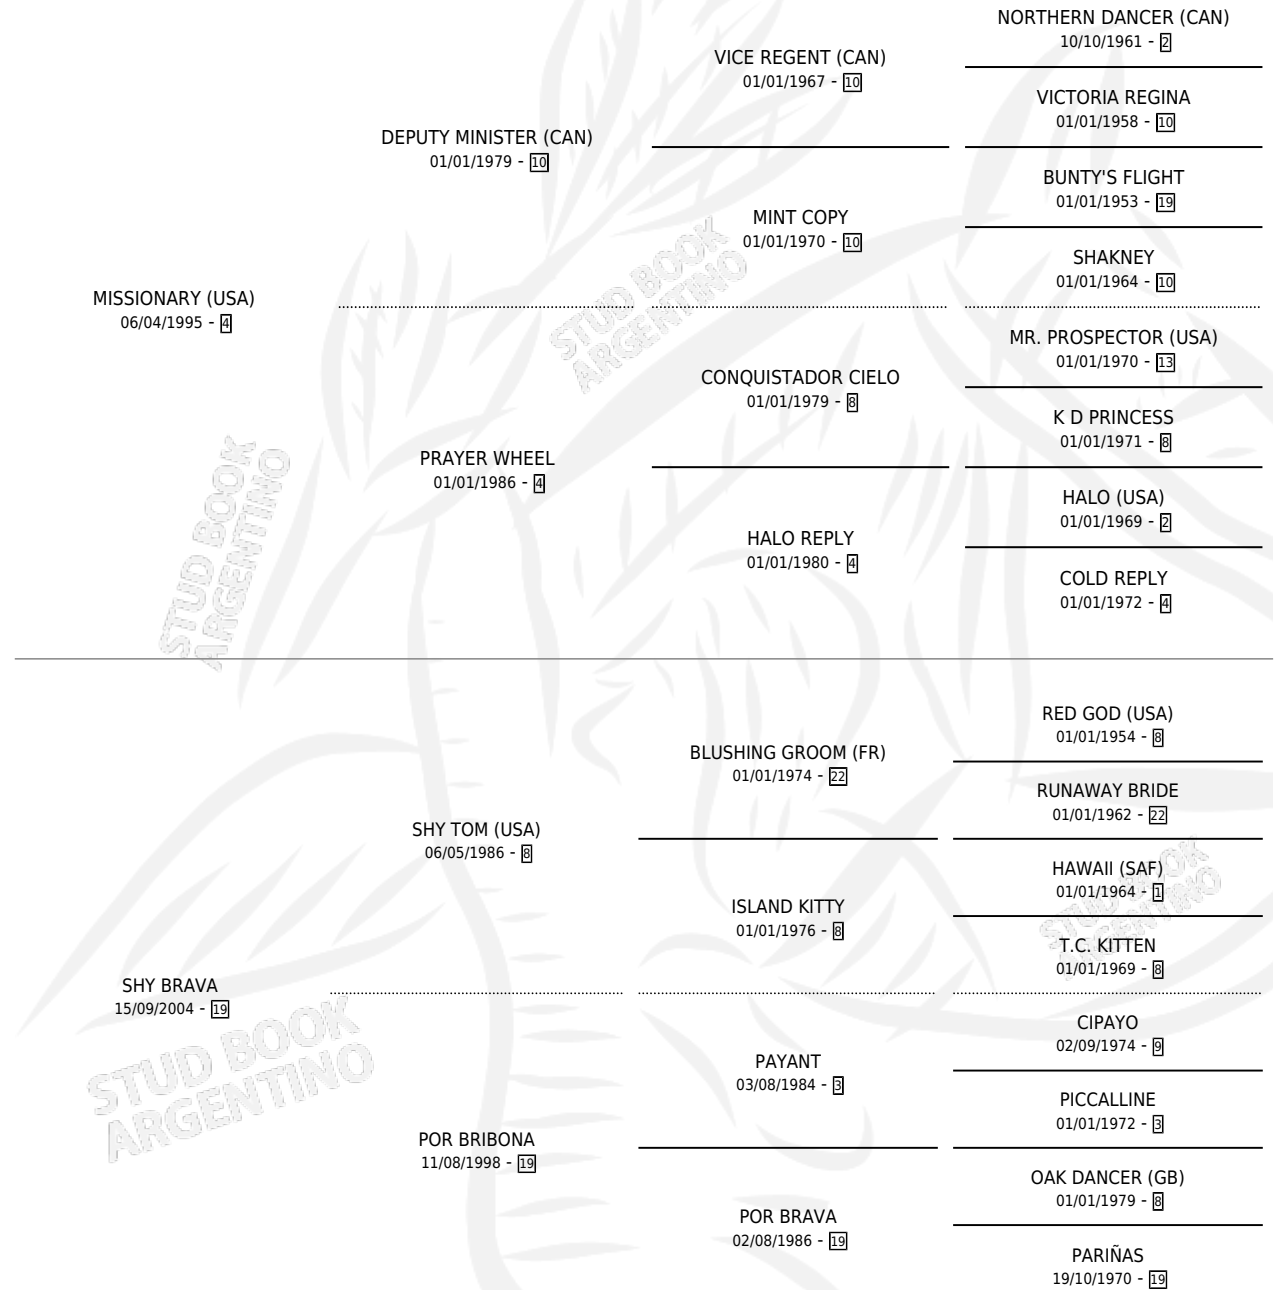 NORTHERN DANCER (CAN)
10/10/1961 - 2
VICE REGENT (CAN)
01/01/1967 - 10
VICTORIA REGINA
01/01/1958 - 10
DEPUTY MINISTER (CAN)
01/01/1979 - 10
BUNTY'S FLIGHT
01/01/1953 - 19
MINT COPY
01/01/1970 - 10
SHAKNEY
01/01/1964 - 10
MISSIONARY (USA)
06/04/1995 - 4
MR. PROSPECTOR (USA)
01/01/1970 - 13
CONQUISTADOR CIELO
01/01/1979 - 8
K D PRINCESS
01/01/1971 - 8
PRAYER WHEEL
01/01/1986 - 4
HALO (USA)
01/01/1969 - 2
HALO REPLY
01/01/1980 - 4
COLD REPLY
01/01/1972 - 4
RED GOD (USA)
01/01/1954 - 8
BLUSHING GROOM (FR)
01/01/1974 - 22
RUNAWAY BRIDE
01/01/1962 - 22
SHY TOM (USA)
06/05/1986 - 8
HAWAII (SAF)
01/01/1964 - 1
ISLAND KITTY
01/01/1976 - 8
T.C. KITTEN
01/01/1969 - 8
SHY BRAVA
15/09/2004 - 19
CIPAYO
02/09/1974 - 9
PAYANT
03/08/1984 - 3
PICCALLINE
01/01/1972 - 3
POR BRIBONA
11/08/1998 - 19
OAK DANCER (GB)
01/01/1979 - 8
POR BRAVA
02/08/1986 - 19
PARIÑAS
19/10/1970 - 19
STUD BOOK
ARGENTINO
STUD BOOK
ARGENTINO
STUD BOOK
ARGENTINO
STUD BOOK
ARGENTINO